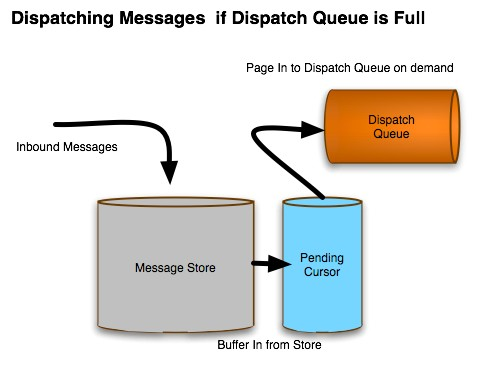 Dispatching Messages  if Dispatch Queue is Full
Page In to Dispatch Queue on demand
Dispatch
Queue
Inbound Messages
Message Store
Pending
Cursor
Buffer In from Store